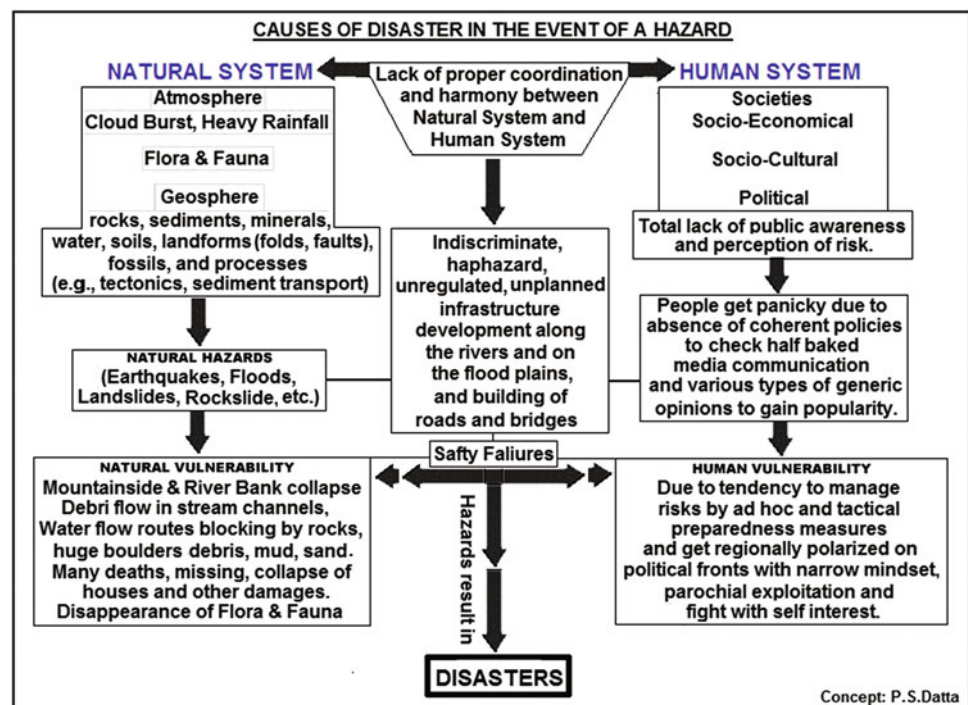 CAUSES OF DISASTER IN THE EVENT OF A HAZARD
NATURAL SYSTEM
Atmosphere
Cloud Burst, Heavy Rainfall
Flora & Fauna
Geosphere
rocks, sediments, minerals,
water, soils, landforms (folds, faults),
fossils, and processes
(e.g., tectonics, sediment transport)
NATURAL HAZARDS
(Earthquakes, Floods,
Landslides, Rockslide, etc.)
NATURAL VULNERABILITY
Mountainside & River Bank collapse
Debri flow in stream channels,
Water flow routes blocking by rocks,
huge boulders debris, mud, sand.
Many deaths, missing, collapse of
houses and other damages.
Disappearance of Flora & Fauna
Lack of proper coordination
and harmony between
Natural System and
Human System
Indiscriminate,
haphazard,
unregulated, unplanned
infrastructure
development along
the rivers and on
the flood plains,
and building of
roads and bridges
Safty Faliures
Hazards result in
DISASTERS
HUMAN SYSTEM
Societies
Socio-Economical
Socio-Cultural
Political
Total lack of public awareness
and perception of risk.
People get panicky due to
absence of coherent policies
to check half baked
media communication
and various types of generic
opinions to gain popularity.
HUMAN VULNERABILITY
Due to tendency to manage
risks by ad hoc and tactical
preparedness measures
and get regionally polarized on
political fronts with narrow mindset,
parochial exploitation and
fight with self interest.
Concept: P.S.Datta